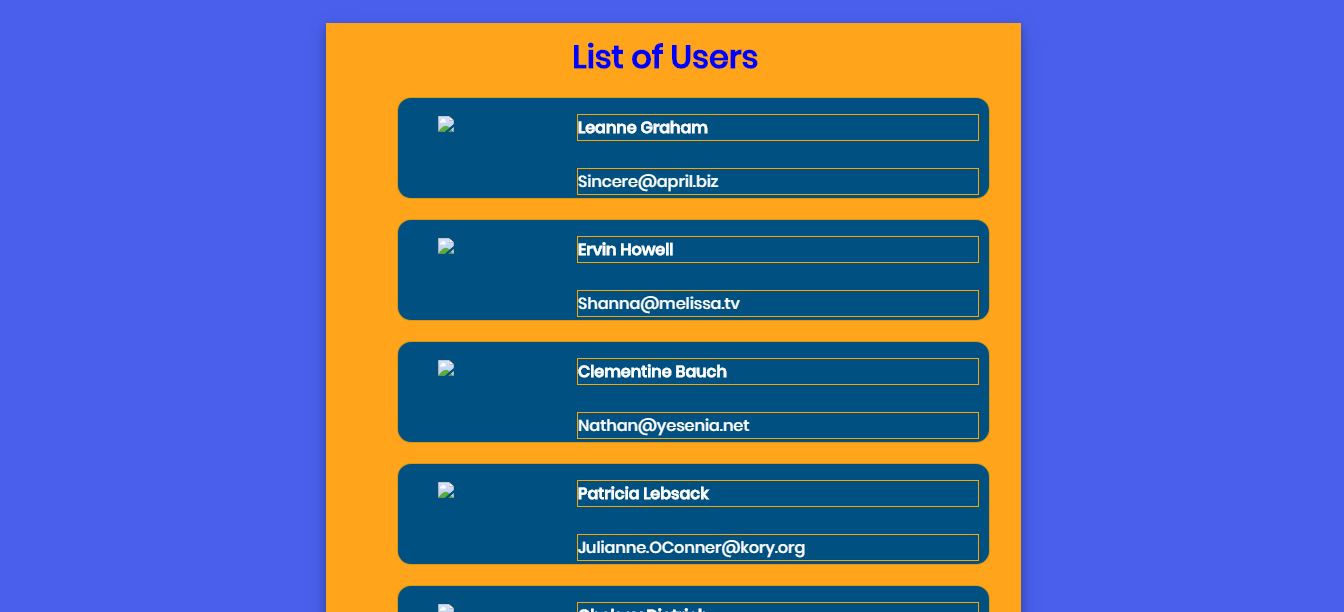 List of Users
Leanne Graham
Sincere@april.biz
Ervin Howell
Shanna@melissa.tv
Clementine Bauch
Nathan@yesenia.net
Patricia Lebsack
Julianne.OConner@kory.org